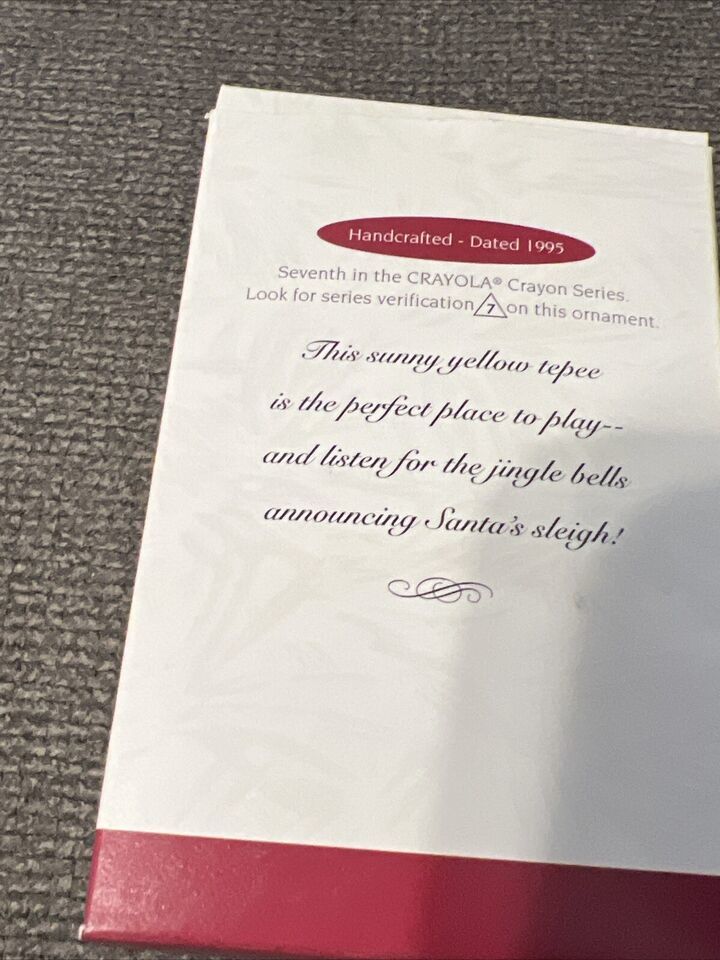 Handcrafted - Dated 1995
Seventh in the CRAYOLA® Crayon Series.
Look for series verification 7 on this ornament.
This sunny yellow tepee
is the perfect place to play--
and listen for the jingle bells
announcing Santa's sleigh!